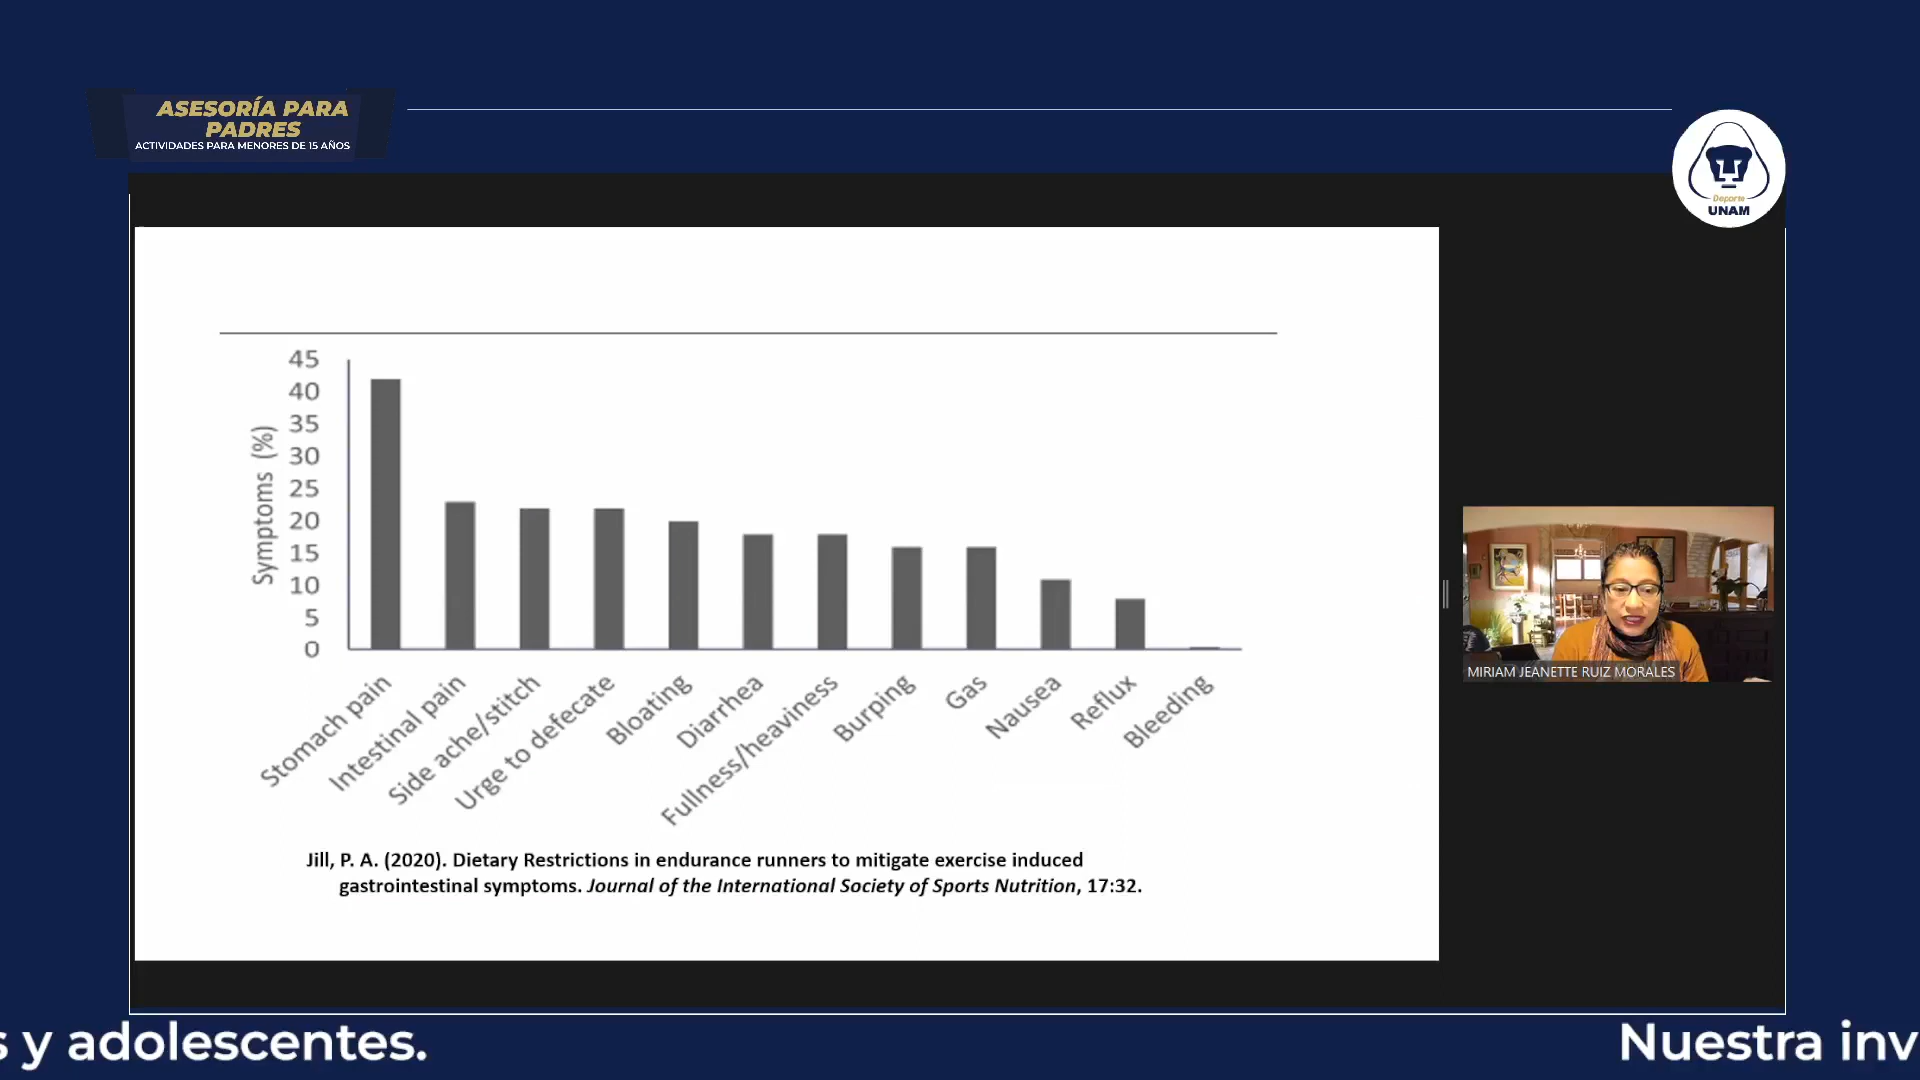 ASESORÍA PARA
PADRES
ACTIVIDADES PARA MENORES DE 15 AÑOS
Deporte
UNAM
Symptoms (%)
45
40
35
30
25
20
15
10
5
0
Stomach pain
Intestinal pain
Side ache/stitch
Urge to defecate
Bloating
Diarrhea
Fullness/heaviness
Burping
Gas
Nausea
Reflux
Bleeding
Jill, P. A. (2020). Dietary Restrictions in endurance runners to mitigate exercise induced
gastrointestinal symptoms. Journal of the International Society of Sports Nutrition, 17:32.
MIRIAM JEANETTE RUIZ MORALES
s y adolescentes.
Nuestra inv